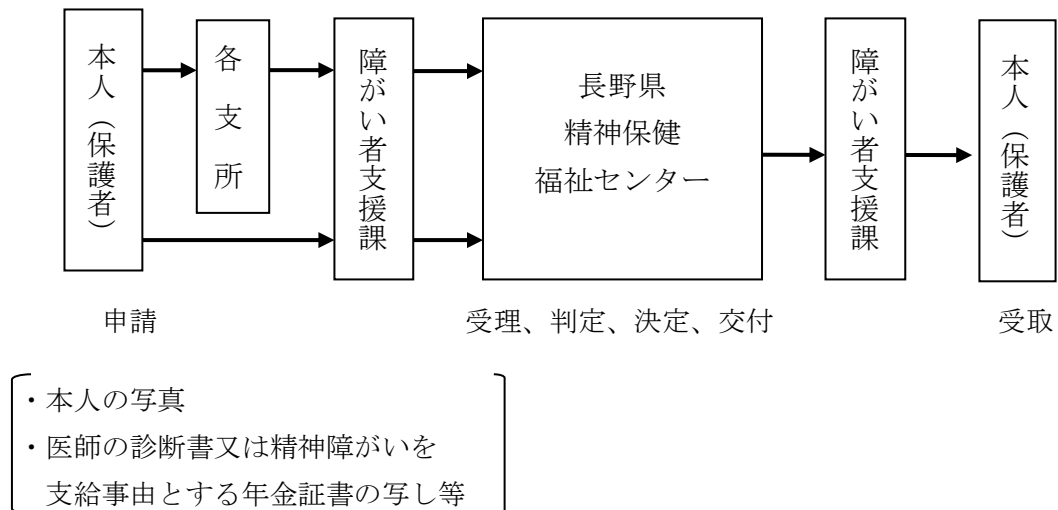 本人（保護者）
各支所
障がい者支援課
長野県
精神保健
福祉センター
障がい者支援課
本人（保護者）
申請
受理、判定、決定、交付
受取
・本人の写真
・医師の診断書又は精神障がいを
支給事由とする年金証書の写し等